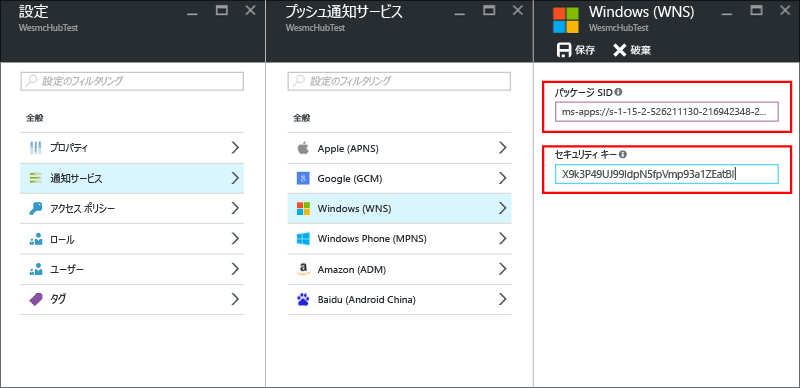 設定
WesmcHubTest
設定のフィルタリング
全般
プロパティ
通知サービス
アクセス ポリシー
ロール
ユーザー
タグ
プッシュ通知サービス
WesmcHubTest
設定のフィルタリング
全般
Apple (APNS)
Google (GCM)
Windows (WNS)
Windows Phone (MPNS)
Amazon (ADM)
Baidu (Android China)
Windows (WNS)
WesmcHubTest
保存 破棄
パッケージ SID
ms-apps://s-1-15-2-526211130-216942348-2...
セキュリティ キー
X9k3P49UJ99IdpN5fpVmp93a1ZEatBI